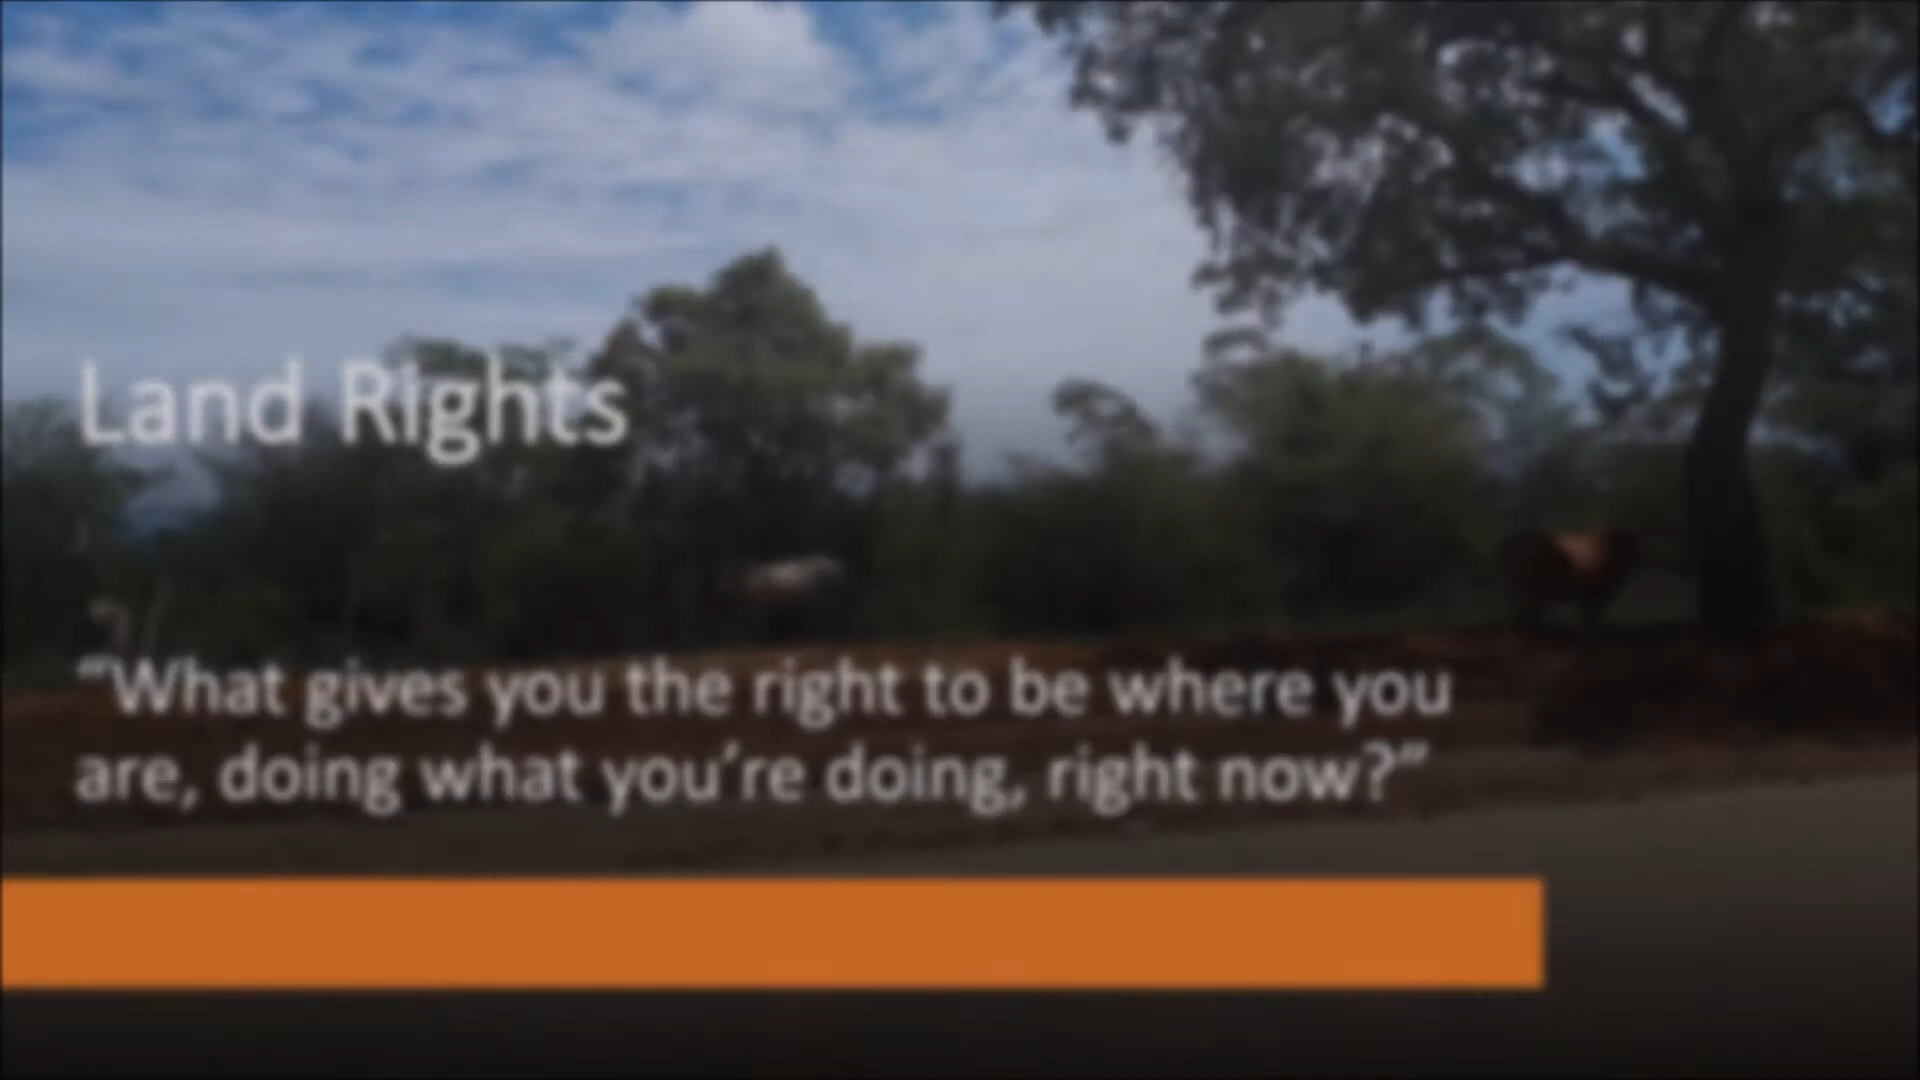 Land Rights
“What gives you the right to be where you
are, doing what you’re doing, right now?”